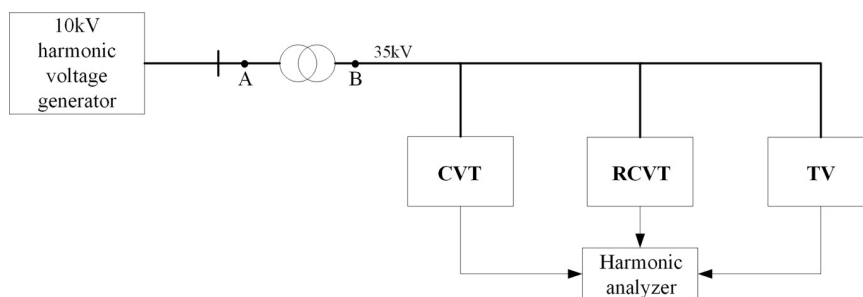 10kV
harmonic
voltage
generator
A
B
35kV
CVT
RCVT
TV
Harmonic
analyzer